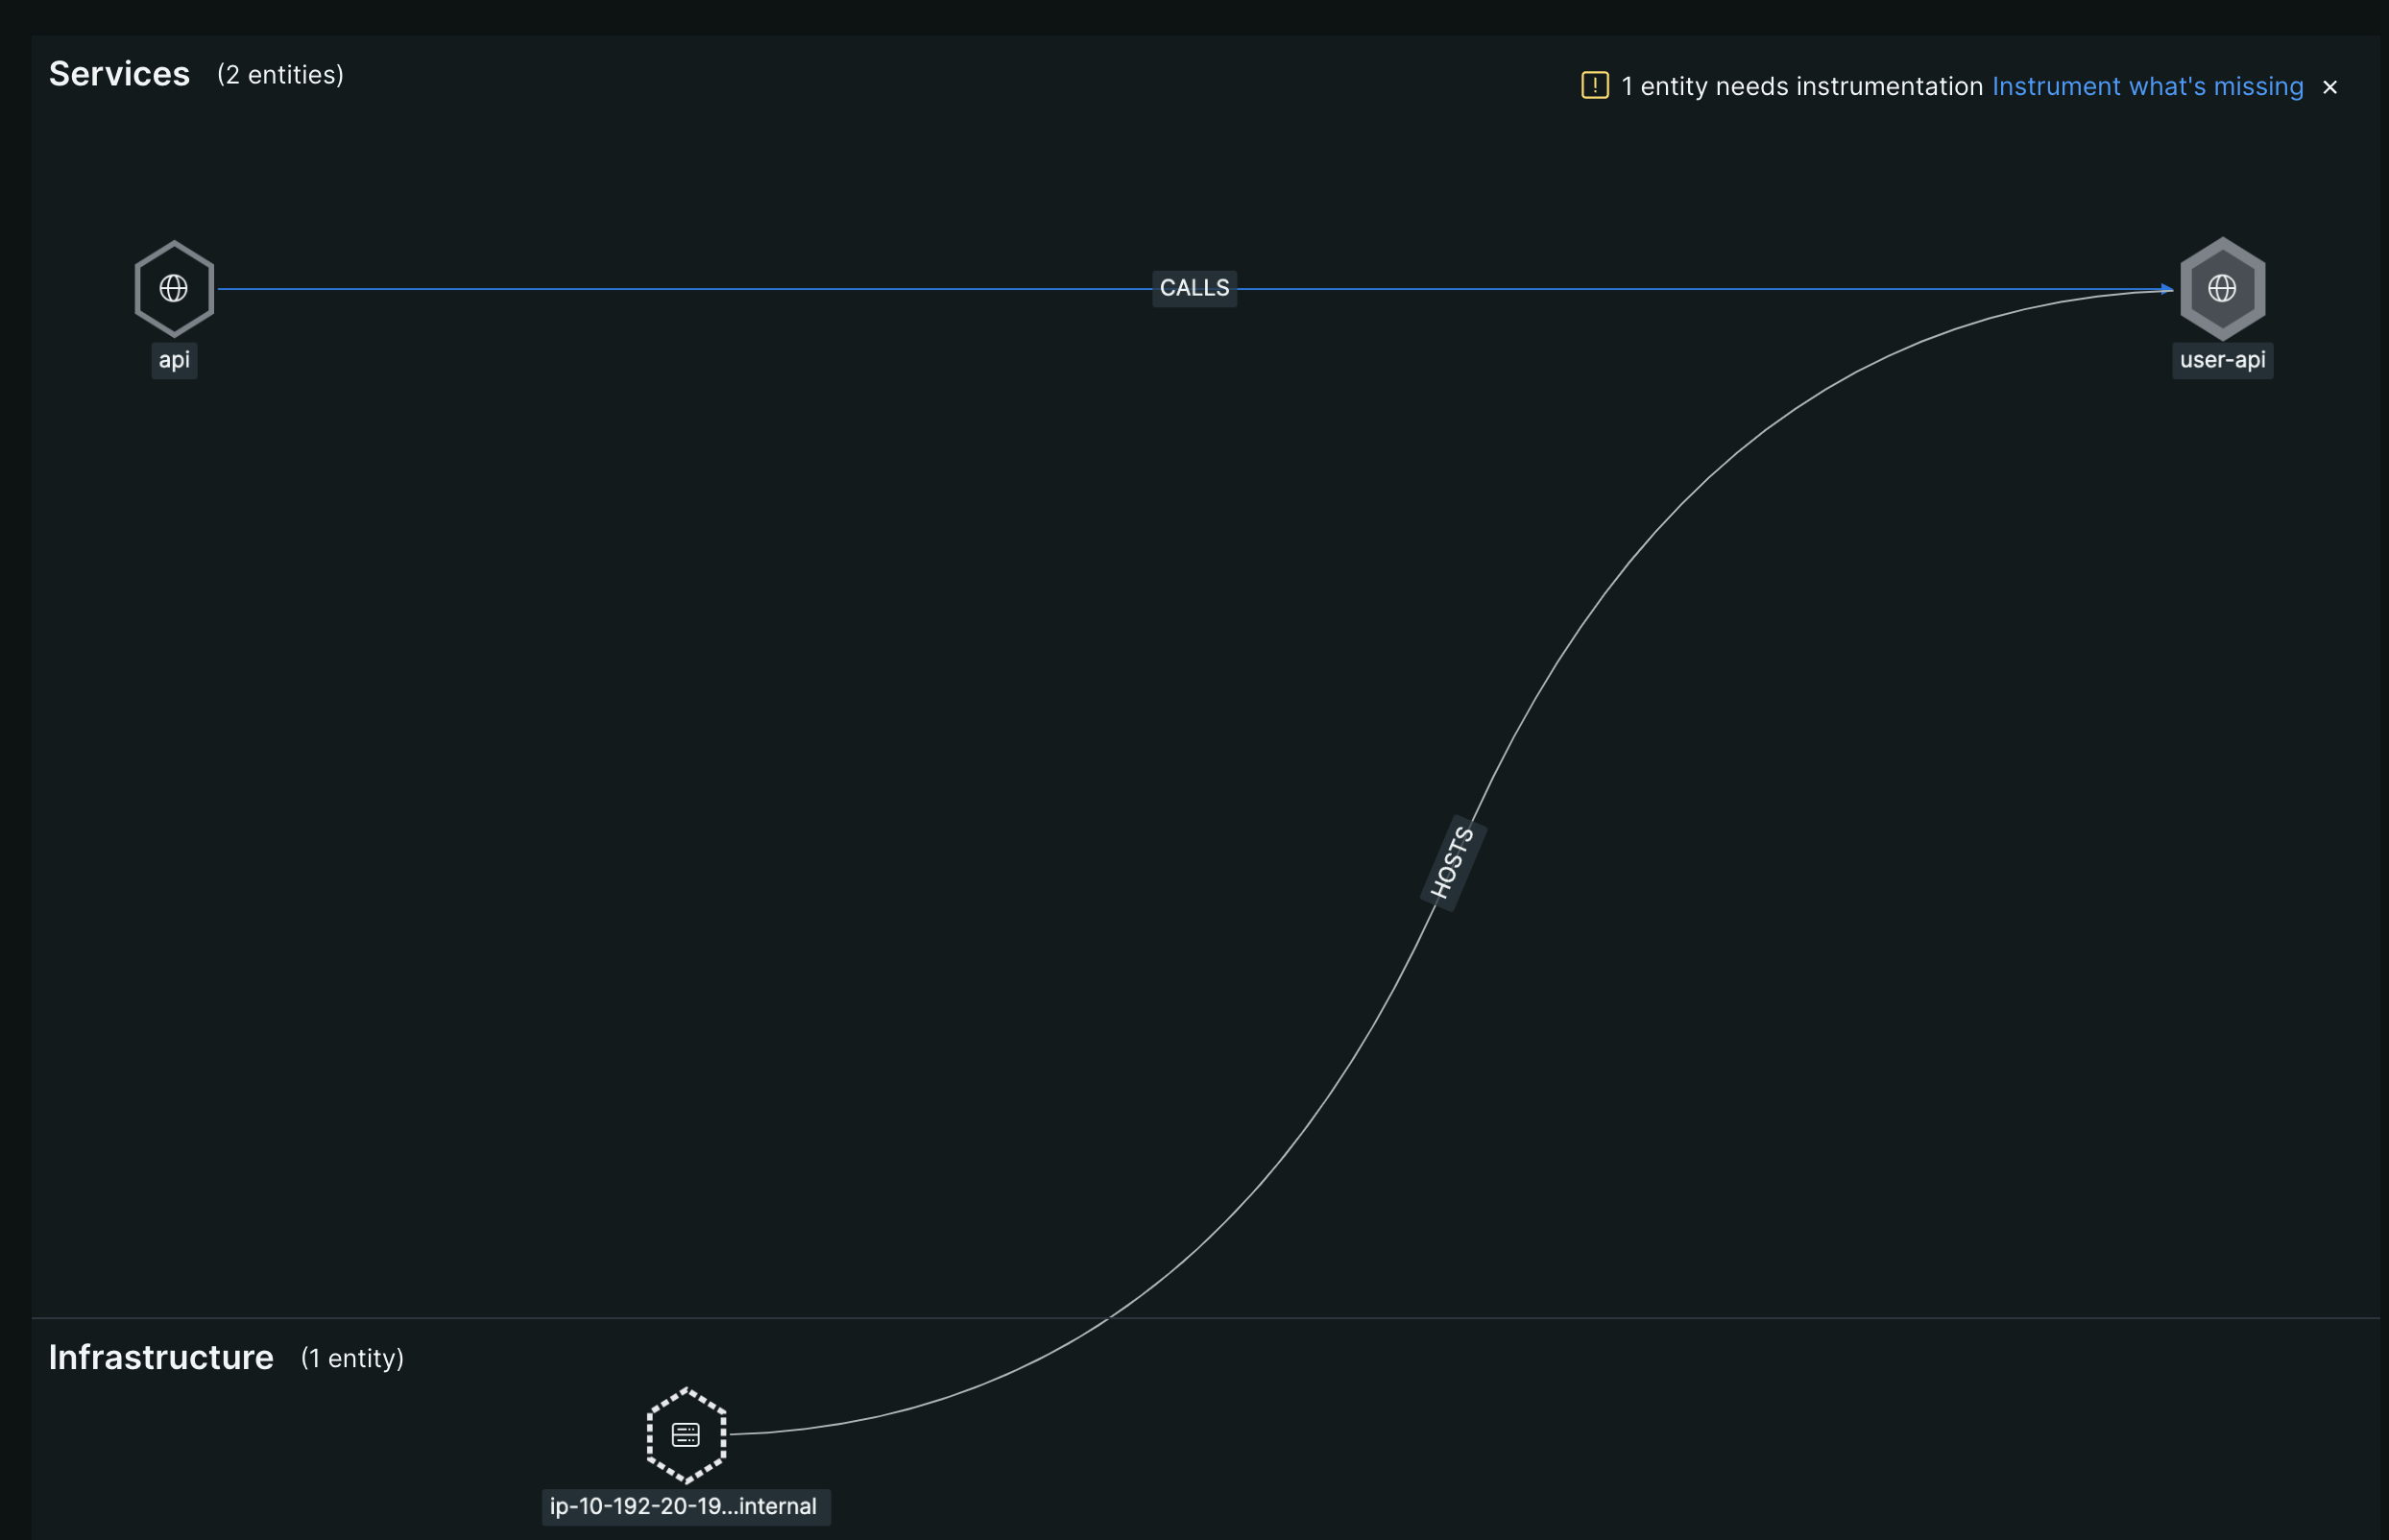 Services (2 entities)
! 1 entity needs instrumentation Instrument what's missing ×
CALLS
api
user-api
HOSTS
Infrastructure (1 entity)
ip-10-192-20-19...internal